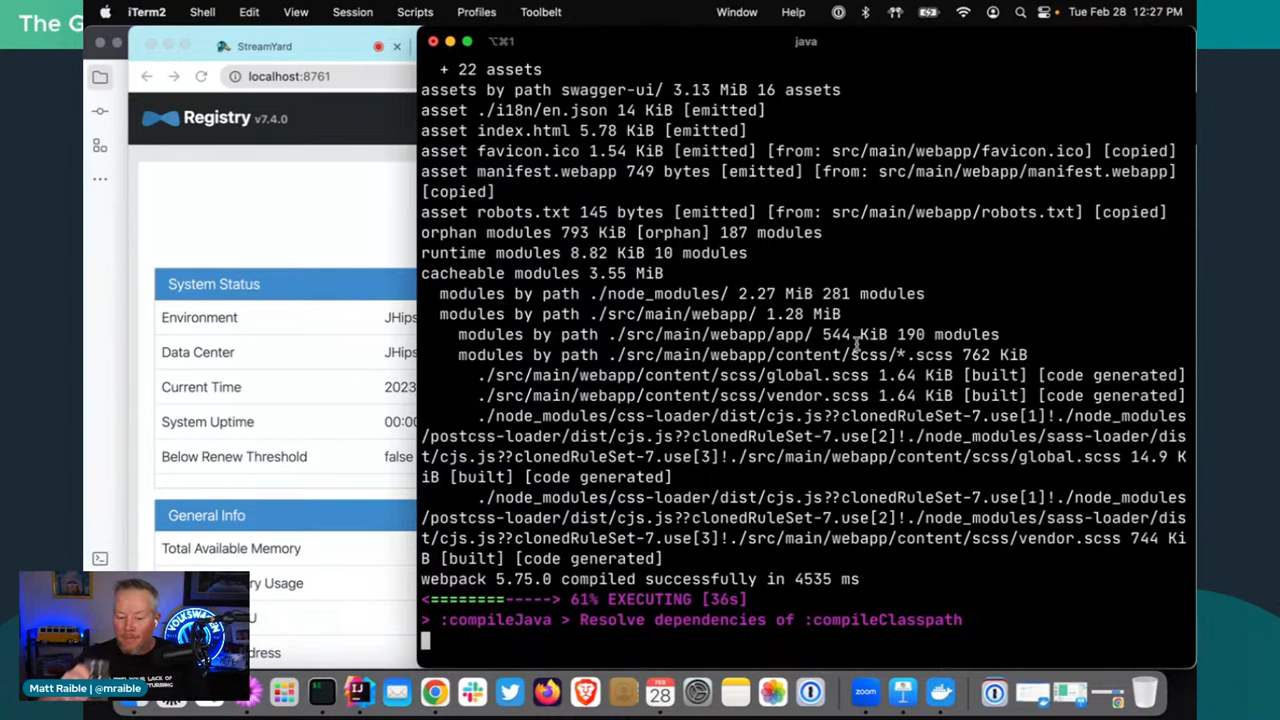 The G
iTerm2 Shell Edit View Session Scripts Profiles Toolbelt Window Help Tue Feb 28 12:27 PM
StreamYard
localhost:8761
Registry v7.4.0
System Status
Environment JHips
Data Center JHip
Current Time 2023
System Uptime 00:00
Below Renew Threshold false
General Info
Total Available Memory
ry Usage
dress
⌥⌘1 java
+ 22 assets
assets by path swagger-ui/ 3.13 MiB 16 assets
asset ./i18n/en.json 14 KiB [emitted]
asset index.html 5.78 KiB [emitted]
asset favicon.ico 1.54 KiB [emitted] [from: src/main/webapp/favicon.ico] [copied]
asset manifest.webapp 749 bytes [emitted] [from: src/main/webapp/manifest.webapp]
[copied]
asset robots.txt 145 bytes [emitted] [from: src/main/webapp/robots.txt] [copied]
orphan modules 793 KiB [orphan] 187 modules
runtime modules 8.82 KiB 10 modules
cacheable modules 3.55 MiB
modules by path ./node_modules/ 2.27 MiB 281 modules
modules by path ./src/main/webapp/ 1.28 MiB
modules by path ./src/main/webapp/app/ 544 KiB 190 modules
modules by path ./src/main/webapp/content/scss/*.scss 762 KiB
./src/main/webapp/content/scss/global.scss 1.64 KiB [built] [code generated]
./src/main/webapp/content/scss/vendor.scss 1.64 KiB [built] [code generated]
./node_modules/css-loader/dist/cjs.js??clonedRuleSet-7.use[1]!./node_modules
/postcss-loader/dist/cjs.js??clonedRuleSet-7.use[2]!./node_modules/sass-loader/dis
t/cjs.js??clonedRuleSet-7.use[3]!./src/main/webapp/content/scss/global.scss 14.9 K
iB [built] [code generated]
./node_modules/css-loader/dist/cjs.js??clonedRuleSet-7.use[1]!./node_modules
/postcss-loader/dist/cjs.js??clonedRuleSet-7.use[2]!./node_modules/sass-loader/dis
t/cjs.js??clonedRuleSet-7.use[3]!./src/main/webapp/content/scss/vendor.scss 744 Ki
B [built] [code generated]
webpack 5.75.0 compiled successfully in 4535 ms
<========-----> 61% EXECUTING [36s]
> :compileJava > Resolve dependencies of :compileClasspath
VOLKSWAGEN
Matt Raible | @mraible
FEB
28
zoom